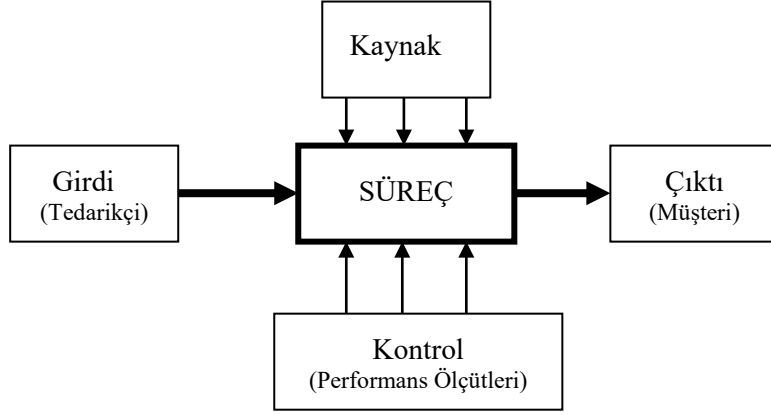 Kaynak
Girdi
(Tedarikçi)
SÜREÇ
Çıktı
(Müşteri)
Kontrol
(Performans Ölçütleri)